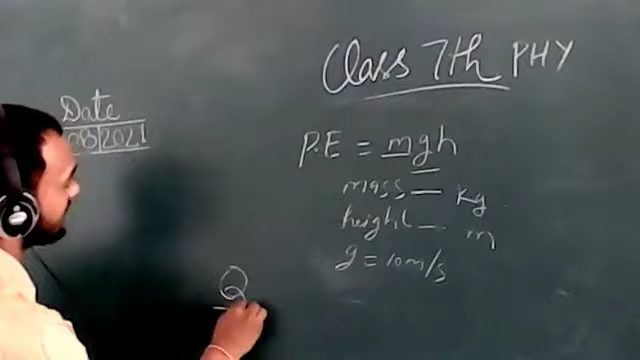 Class 7th PHY
Date
08|2021
P.E = mgh
mass — kg
height — m
g = 10m/s
Q